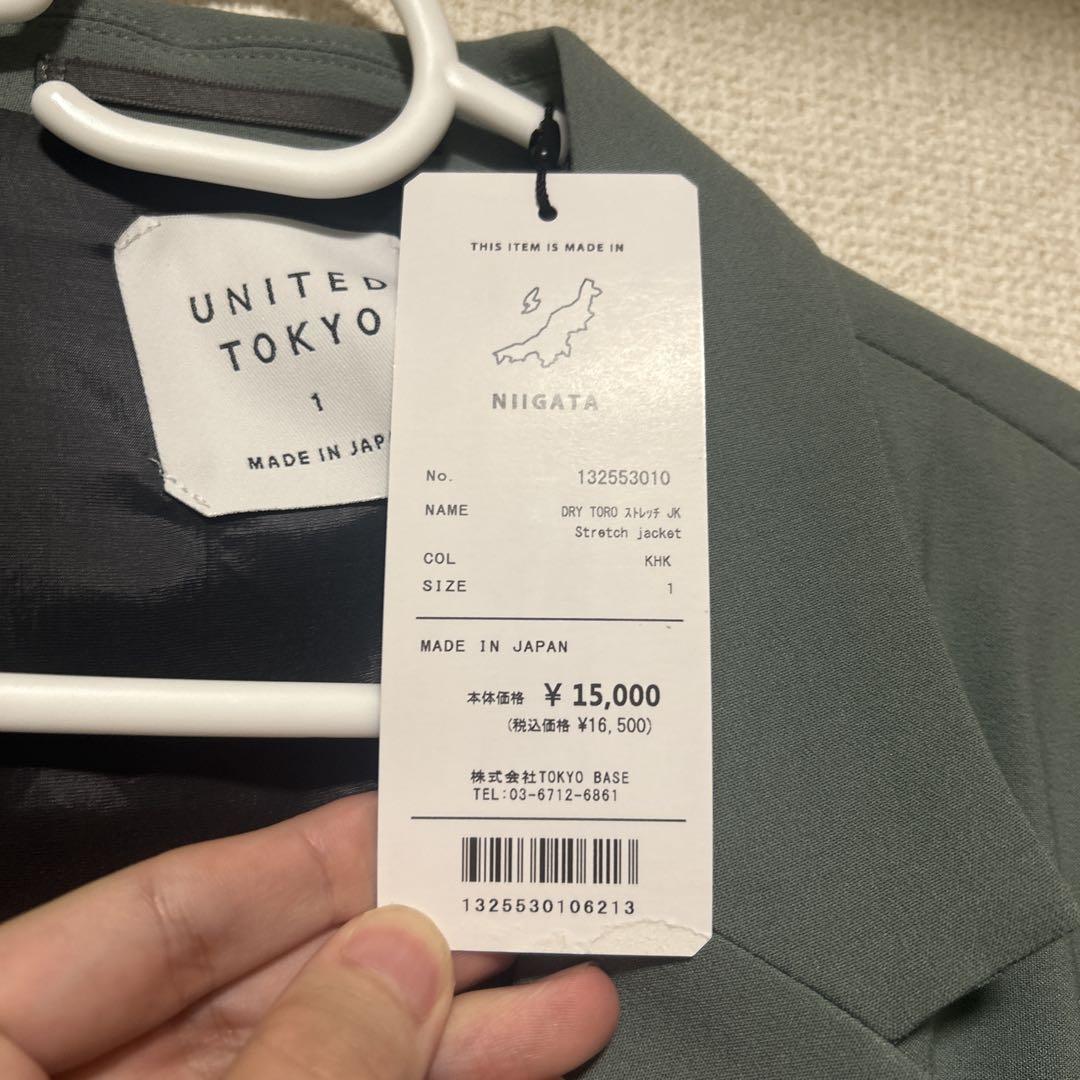 UNITED
TOKYO
1
MADE IN JAPA
THIS ITEM IS MADE IN
NIIGATA
No. 132553010
NAME DRY TORO ストレッチ JK
Stretch jacket
COL KHK
SIZE 1
MADE IN JAPAN
本体価格 ¥ 15,000
(税込価格 ¥16,500)
株式会社TOKYO BASE
TEL:03-6712-6861
1325530106213